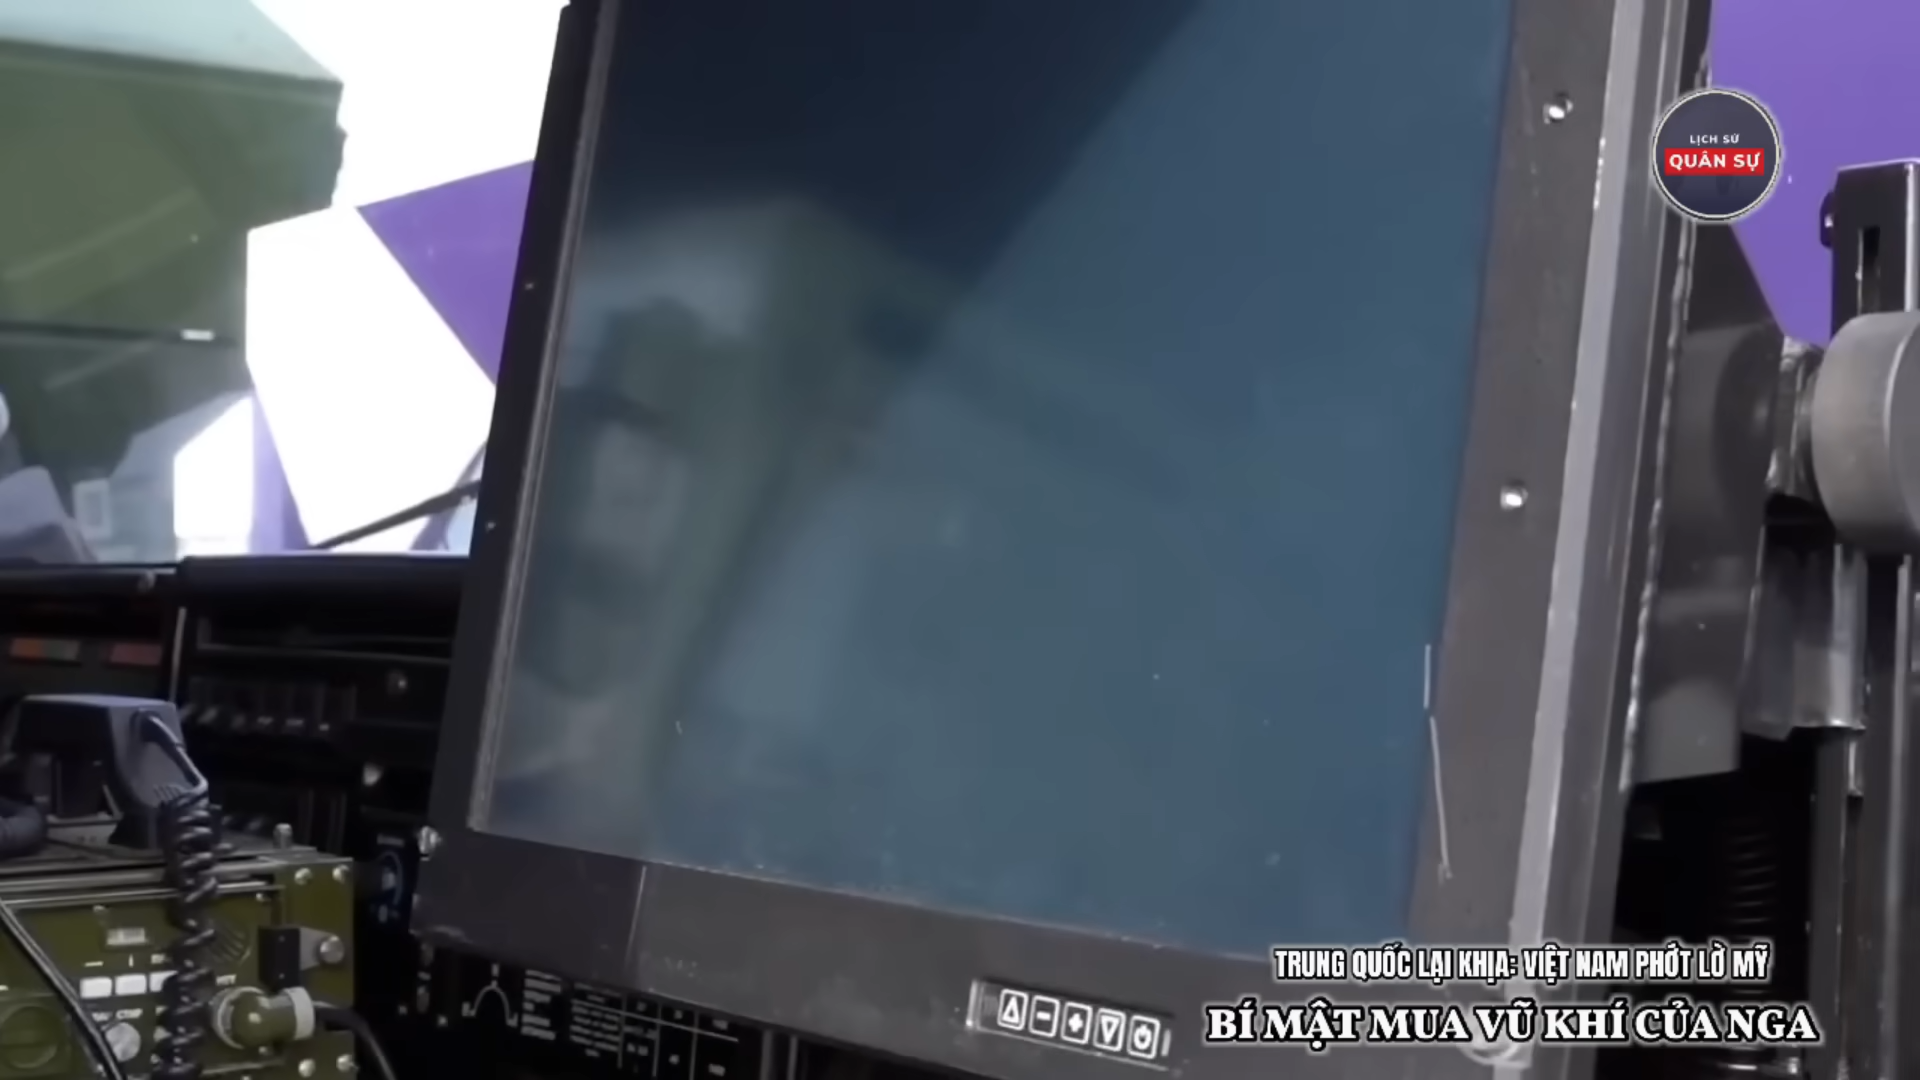 LỊCH SỬ
QUÂN SỰ
TRUNG QUỐC LẠI KHỊA: VIỆT NAM PHỚT LỜ MỸ
BÍ MẬT MUA VŨ KHÍ CỦA NGA